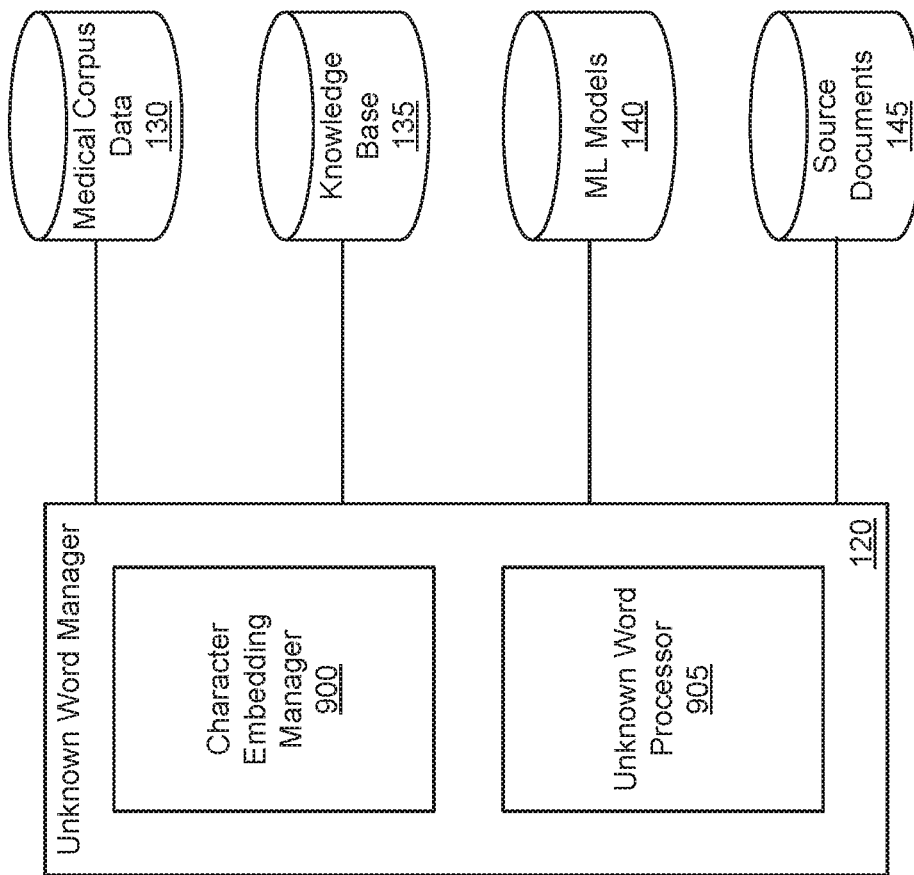 Unknown Word Manager
Character
Embedding
Manager
900
Unknown Word
Processor
905
120
Medical Corpus
Data
130
Knowledge
Base
135
ML Models
140
Source
Documents
145